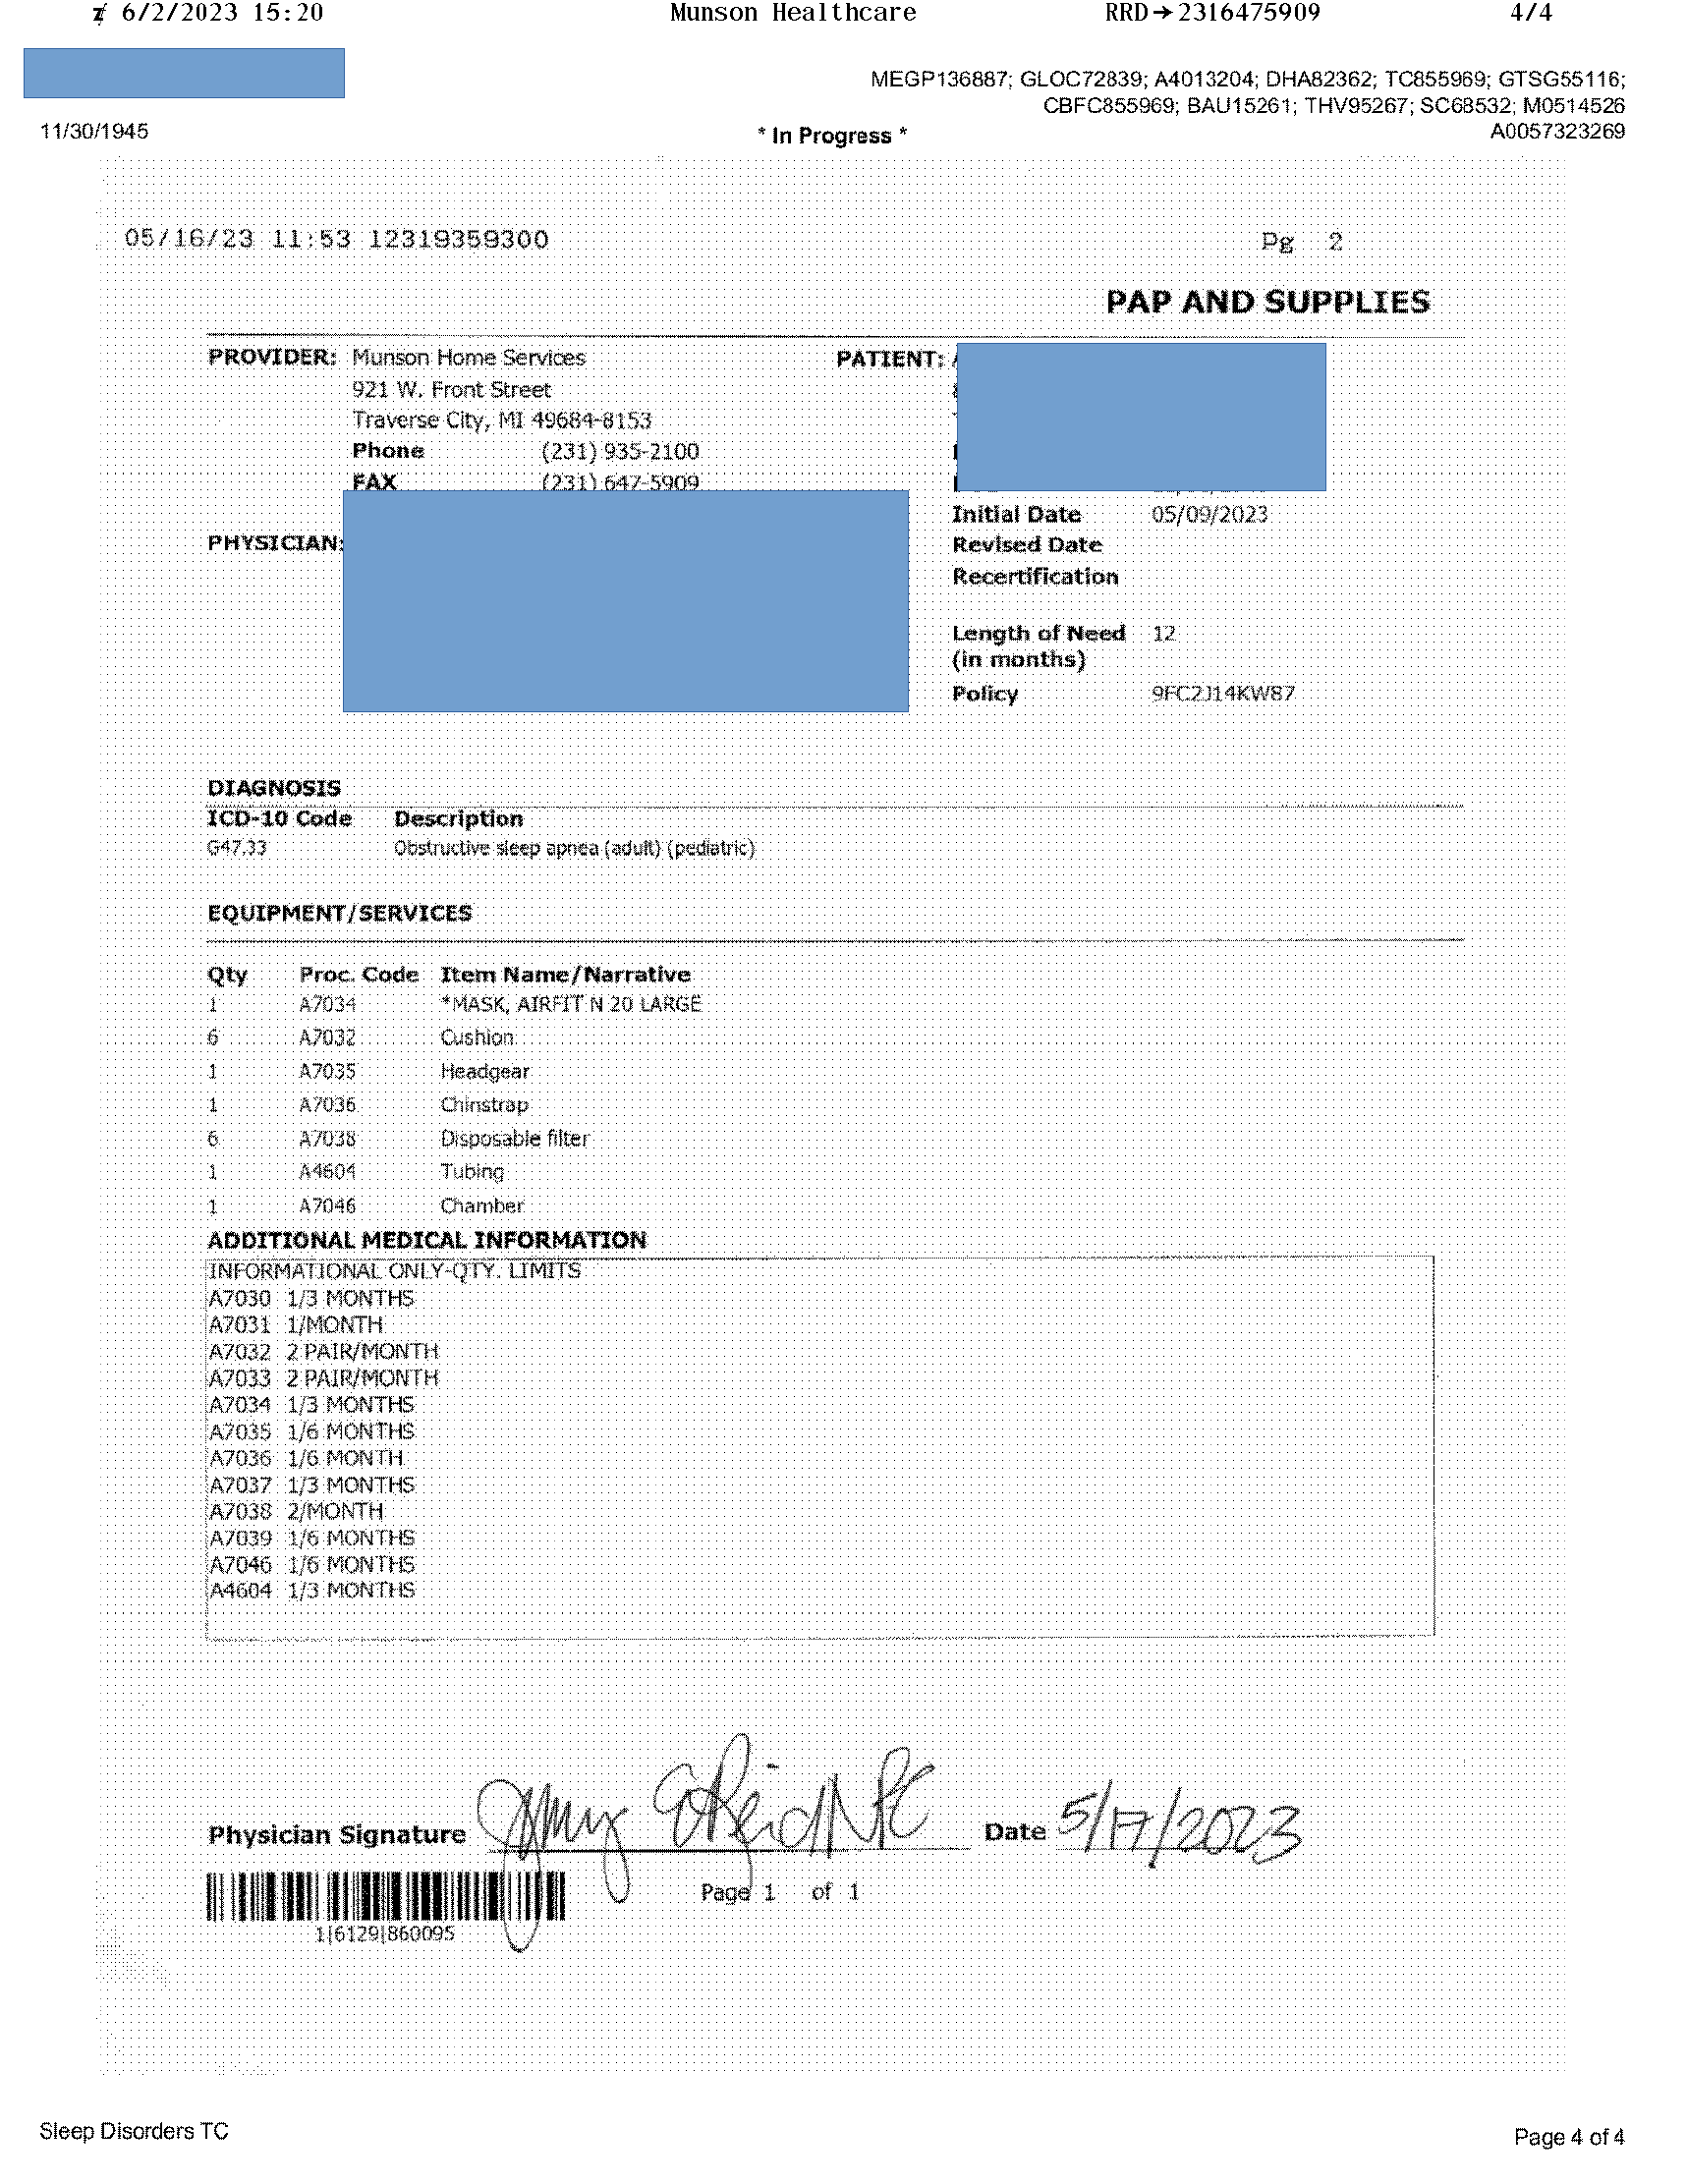 6/2/2023 15:20 Munson Healthcare RRD→2316475909 4/4
MEGP136887; GLOC72839; A4013204; DHA82362; TC855969; GTSG55116;
CBFC855969; BAU15261; THV95267; SC68532; M0514526
11/30/1945 * In Progress * A0057323269
05/16/23 11:53 12319359300 Pg 2
PAP AND SUPPLIES
PROVIDER: Munson Home Services PATIENT:
921 W. Front Street
Traverse City, MI 49684-8153
Phone (231) 935-2100
FAX (231) 647-5909
Initial Date 05/09/2023
PHYSICIAN: Revised Date
Recertification
Length of Need 12
(in months)
Policy 9FC2J14KW87
DIAGNOSIS
ICD-10 Code Description
G47.33 Obstructive sleep apnea (adult) (pediatric)
EQUIPMENT/SERVICES
Qty Proc. Code Item Name/Narrative
1 A7034 *MASK, AIRFIT N 20 LARGE
6 A7032 Cushion
1 A7035 Headgear
1 A7036 Chinstrap
6 A7038 Disposable filter
1 A4604 Tubing
1 A7046 Chamber
ADDITIONAL MEDICAL INFORMATION
INFORMATIONAL ONLY-QTY. LIMITS
A7030 1/3 MONTHS
A7031 1/MONTH
A7032 2 PAIR/MONTH
A7033 2 PAIR/MONTH
A7034 1/3 MONTHS
A7035 1/6 MONTHS
A7036 1/6 MONTH
A7037 1/3 MONTHS
A7038 2/MONTH
A7039 1/6 MONTHS
A7046 1/6 MONTHS
A4604 1/3 MONTHS
Physician Signature Date 5/17/2023
Page 1 of 1
1|6129|860095
Sleep Disorders TC Page 4 of 4